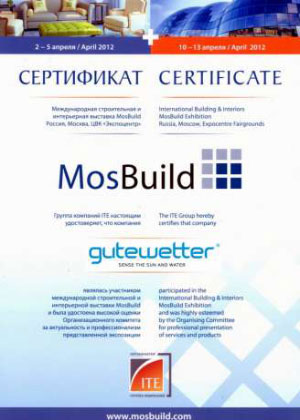 2 – 5 апреля / April 2012
10 – 13 апреля / April 2012
СЕРТИФИКАТ
CERTIFICATE
Международная строительная и
интерьерная выставка MosBuild
Россия, Москва, ЦВК «Экспоцентр»
International Building & Interiors
MosBuild Exhibition
Russia, Moscow, Expocentre Fairgrounds
MosBuild
Группа компаний ITE настоящим
удостоверяет, что компания
The ITE Group hereby
certifies that company
gutewetter®
SENSE THE SUN AND WATER
являлась участником
международной строительной и
интерьерной выставки MosBuild
и была удостоена высокой оценки
Организационного комитета
за актуальность и профессионализм
представленной экспозиции
participated in the
International Building & Interiors
MosBuild Exhibition
and was highly esteemed
by the Organising Committee
for professional presentation
of services and products
ОРГАНИЗАТОР
ITE
ГРУППА КОМПАНИЙ
www.mosbuild.com